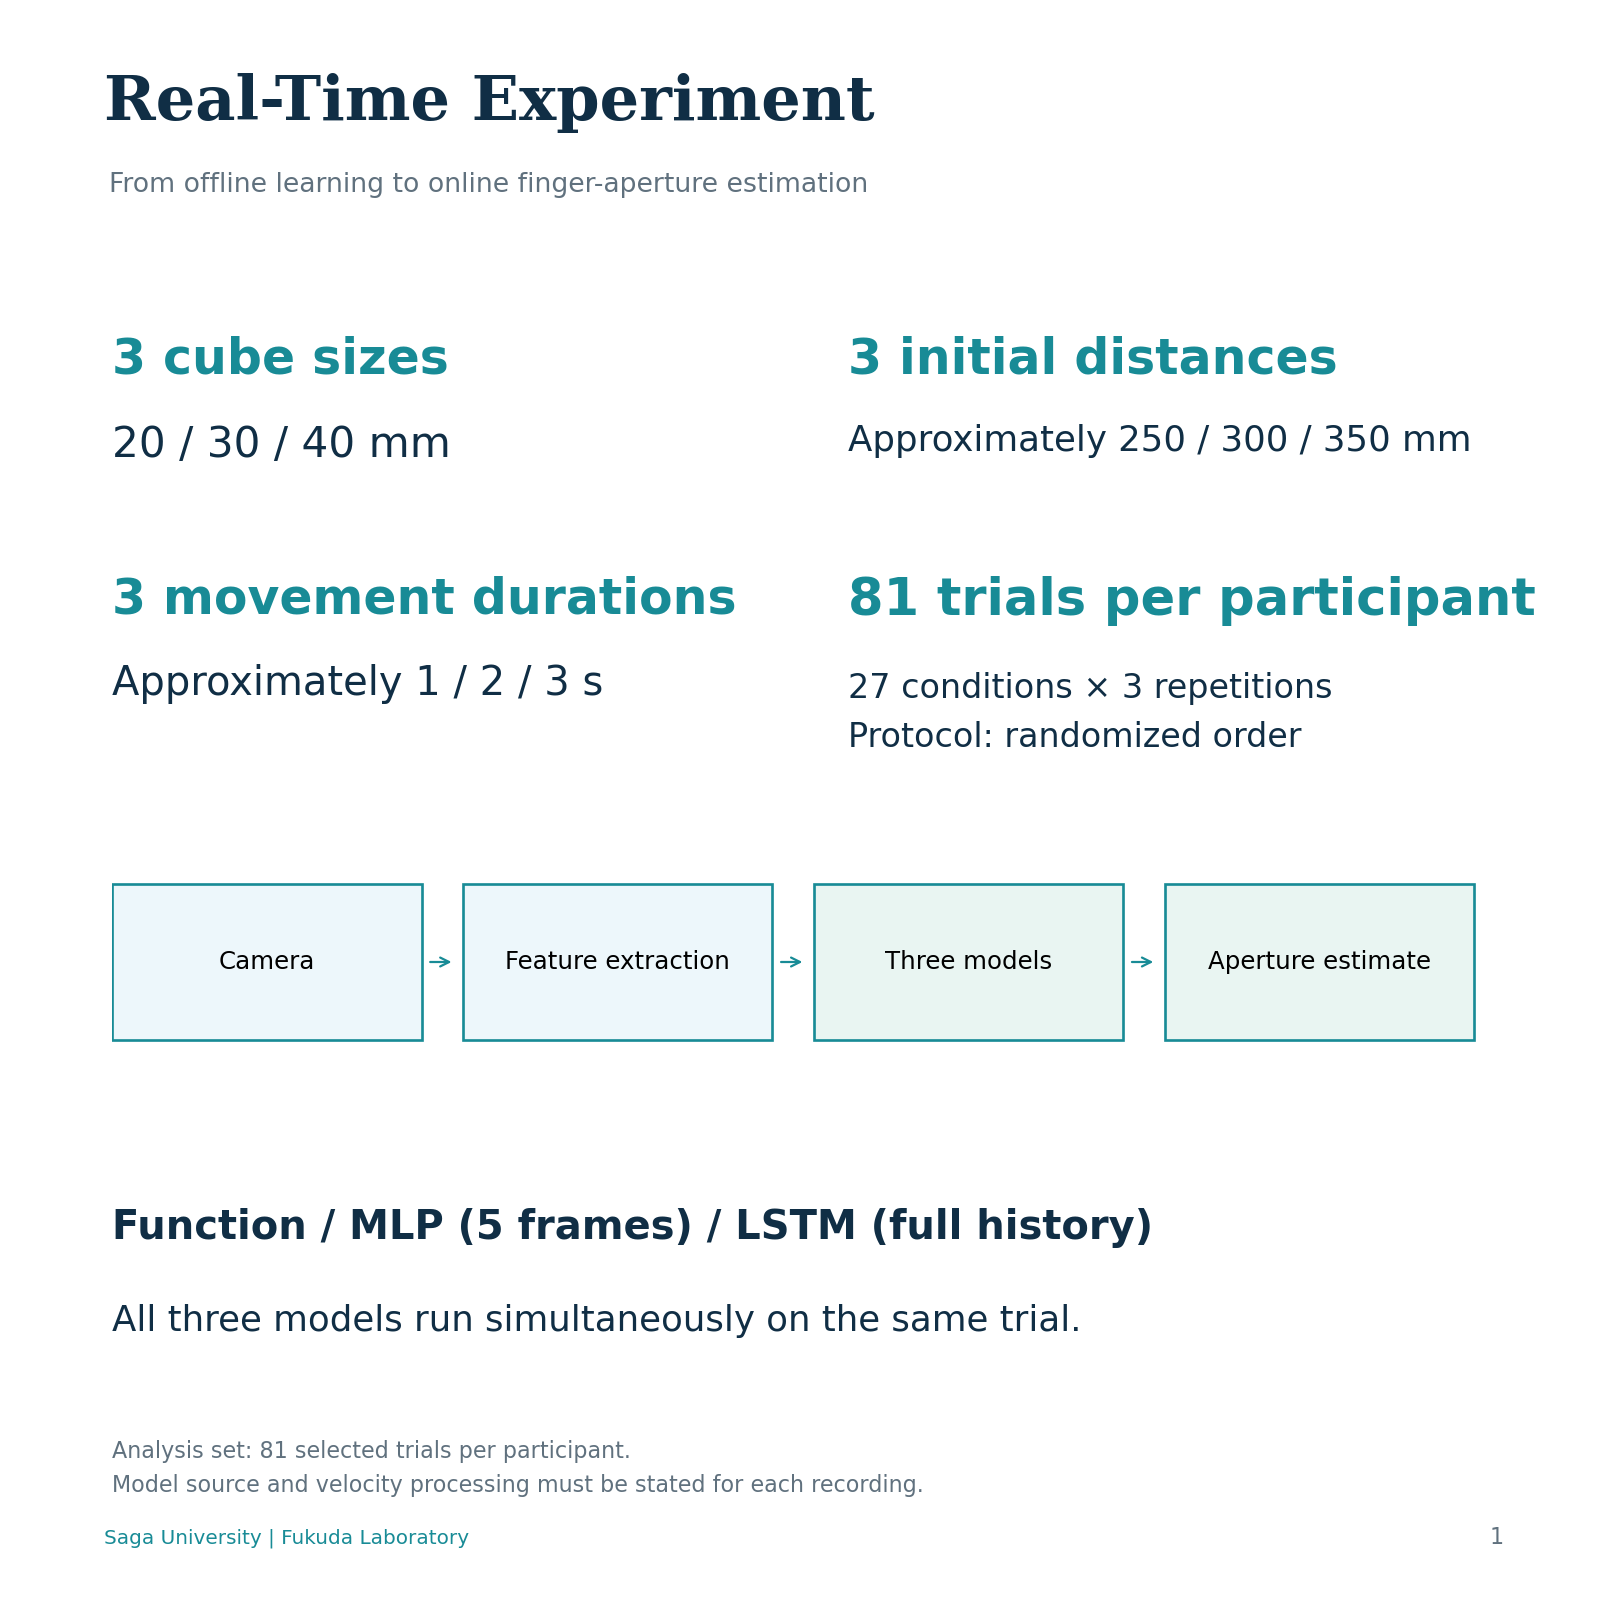 Real-Time Experiment
From offline learning to online finger-aperture estimation
3 cube sizes
20 / 30 / 40 mm
3 initial distances
Approximately 250 / 300 / 350 mm
3 movement durations
Approximately 1 / 2 / 3 s
81 trials per participant
27 conditions × 3 repetitions
Protocol: randomized order
Camera
Feature extraction
Three models
Aperture estimate
Function / MLP (5 frames) / LSTM (full history)
All three models run simultaneously on the same trial.
Analysis set: 81 selected trials per participant.
Model source and velocity processing must be stated for each recording.
Saga University | Fukuda Laboratory
1